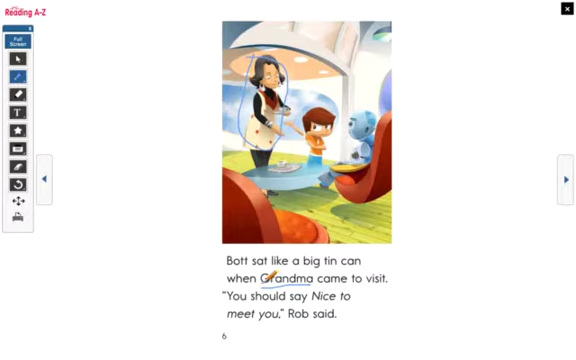 Reading A-Z
Full
Screen
T
Bott sat like a big tin can
when Grandma came to visit.
"You should say Nice to
meet you," Rob said.
6